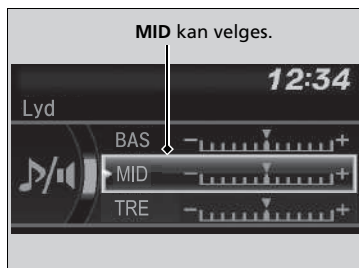 MID kan velges.
12:34
Lyd
BAS − +
MID − +
TRE − +